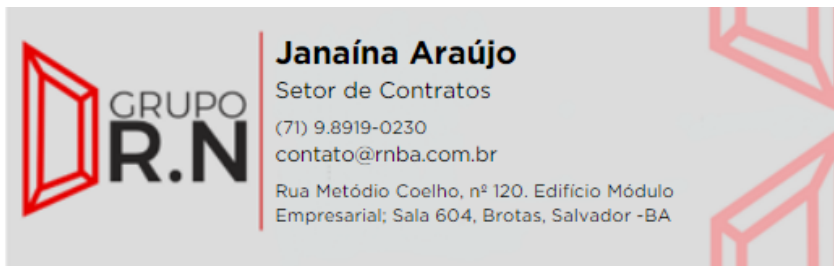 GRUPO
R.N
Janaína Araújo
Setor de Contratos
(71) 9.8919-0230
contato@rnba.com.br
Rua Metódio Coelho, nº 120. Edifício Módulo
Empresarial; Sala 604, Brotas, Salvador -BA